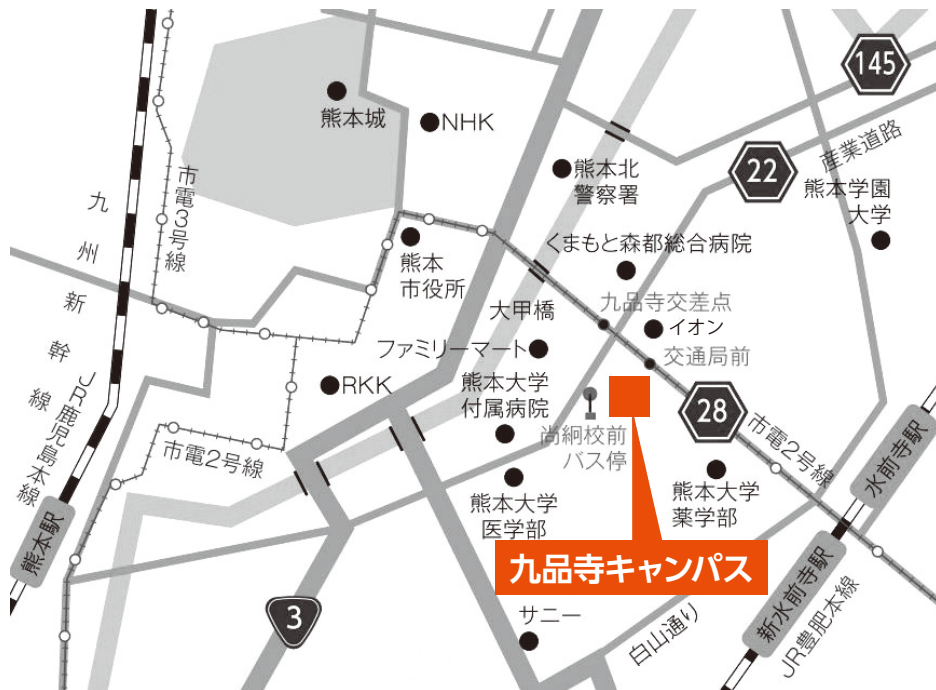 145
熊本城
NHK
22
産業道路
熊本北
警察署
熊本学園
大学
市電3号線
九州新幹線
くまもと森都総合病院
熊本
市役所
大甲橋
九品寺交差点
イオン
ファミリーマート
交通局前
RKK
熊本大学
付属病院
28
尚絅校前
バス停
市電2号線
市電2号線
JR鹿児島本線
水前寺駅
熊本大学
医学部
熊本大学
薬学部
熊本駅
九品寺キャンパス
3
サニー
白山通り
新水前寺駅
JR豊肥本線